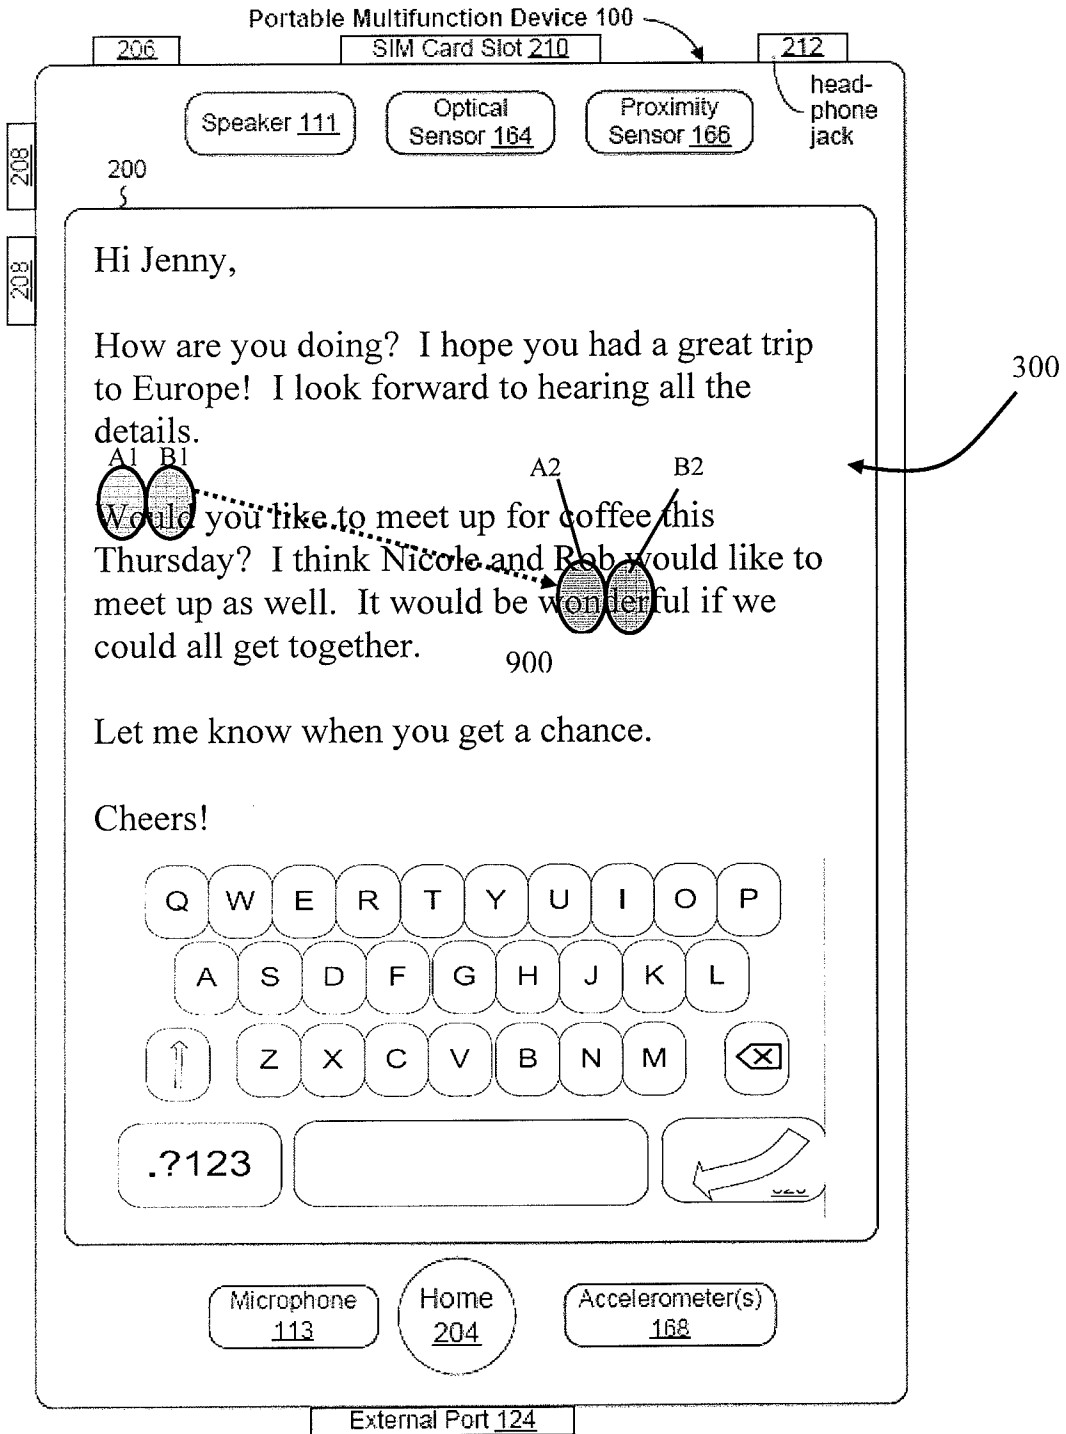 Portable Multifunction Device 100
206
SIM Card Slot 210
212
head-
phone
jack
Speaker 111
Optical
Sensor 164
Proximity
Sensor 166
208
200
208
Hi Jenny,
How are you doing?  I hope you had a great trip
to Europe!  I look forward to hearing all the
details.
300
A1 B1
A2
B2
Would you like to meet up for coffee this
Thursday?  I think Nicole and Rob would like to
meet up as well.  It would be wonderful if we
could all get together.
900
Let me know when you get a chance.
Cheers!
Q W E R T Y U I O P
A S D F G H J K L
Z X C V B N M
.?123
Microphone
113
Home
204
Accelerometer(s)
168
External Port 124